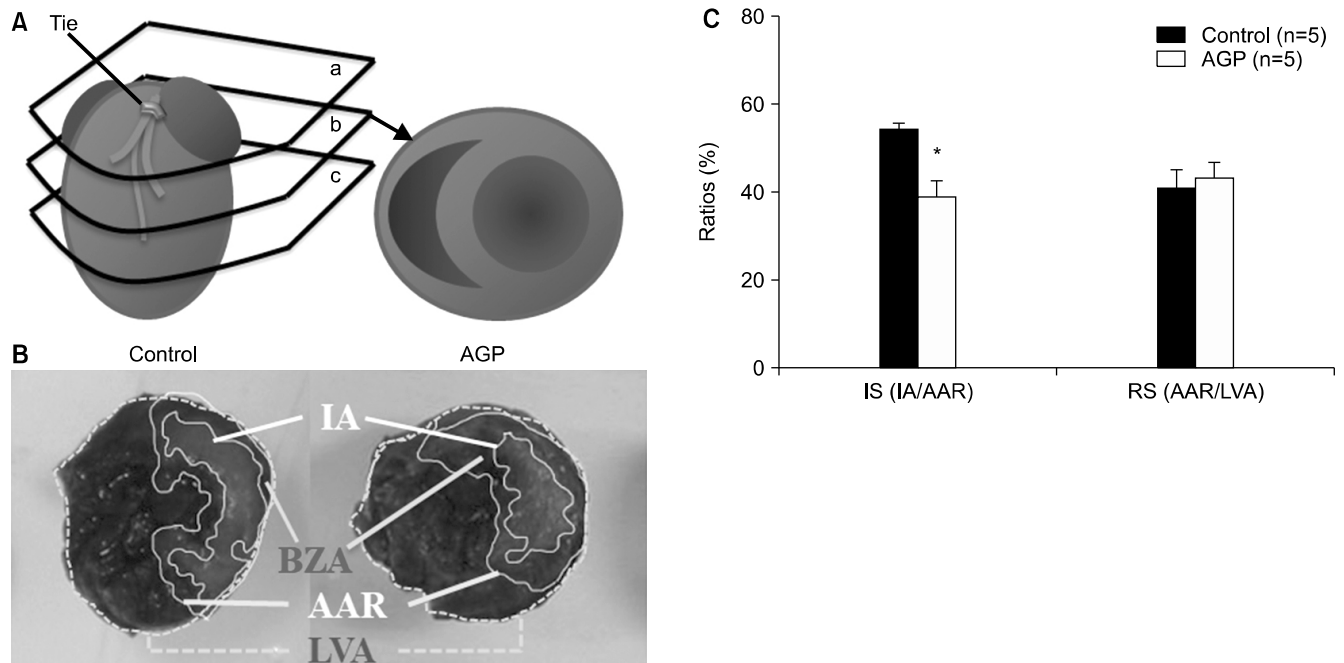 A
Tie
a
b
c
B
Control
AGP
IA
BZA
AAR
LVA
C
80
60
40
20
0
Ratios (%)
Control (n=5)
AGP (n=5)
*
IS (IA/AAR)
RS (AAR/LVA)